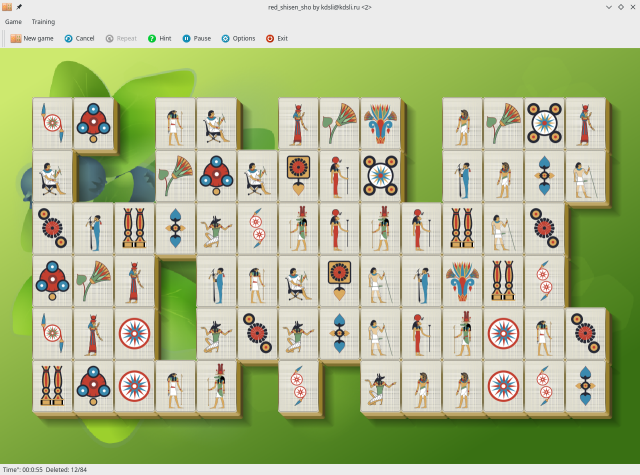 red_shisen_sho by kdsli@kdsli.ru <2>
Game Training
New game Cancel Repeat Hint Pause Options Exit
Time": 00:0:55 Deleted: 12/84